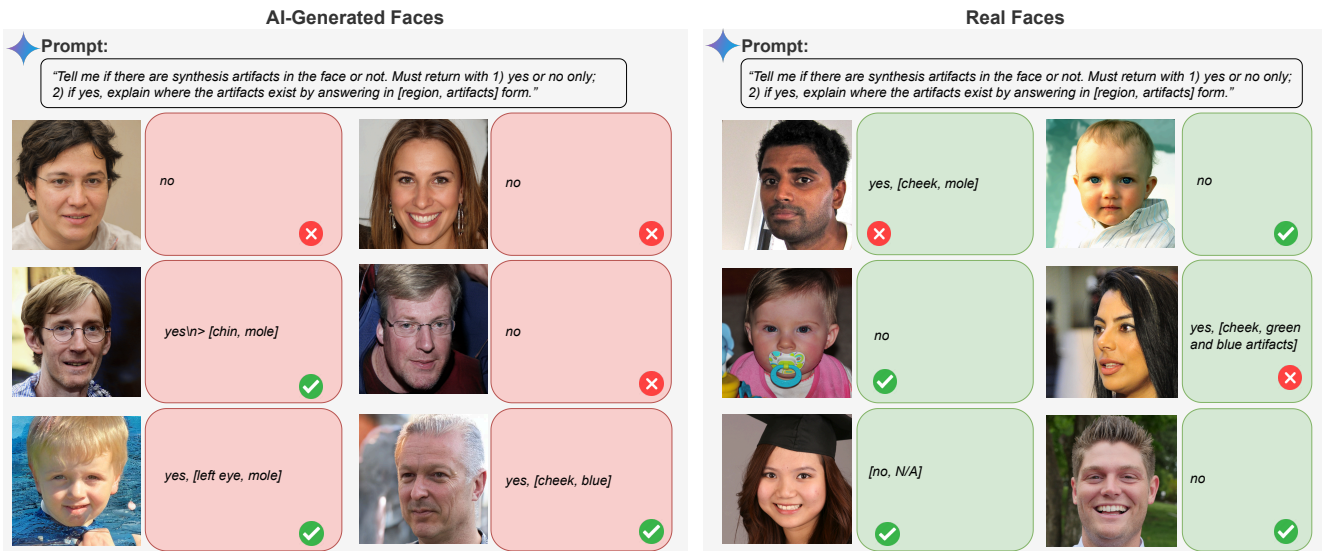 AI-Generated Faces
Prompt:
“Tell me if there are synthesis artifacts in the face or not. Must return with 1) yes or no only;
2) if yes, explain where the artifacts exist by answering in [region, artifacts] form.”
no
no
yes\n> [chin, mole]
no
yes, [left eye, mole]
yes, [cheek, blue]
Real Faces
Prompt:
“Tell me if there are synthesis artifacts in the face or not. Must return with 1) yes or no only;
2) if yes, explain where the artifacts exist by answering in [region, artifacts] form.”
yes, [cheek, mole]
no
no
yes, [cheek, green
and blue artifacts]
[no, N/A]
no